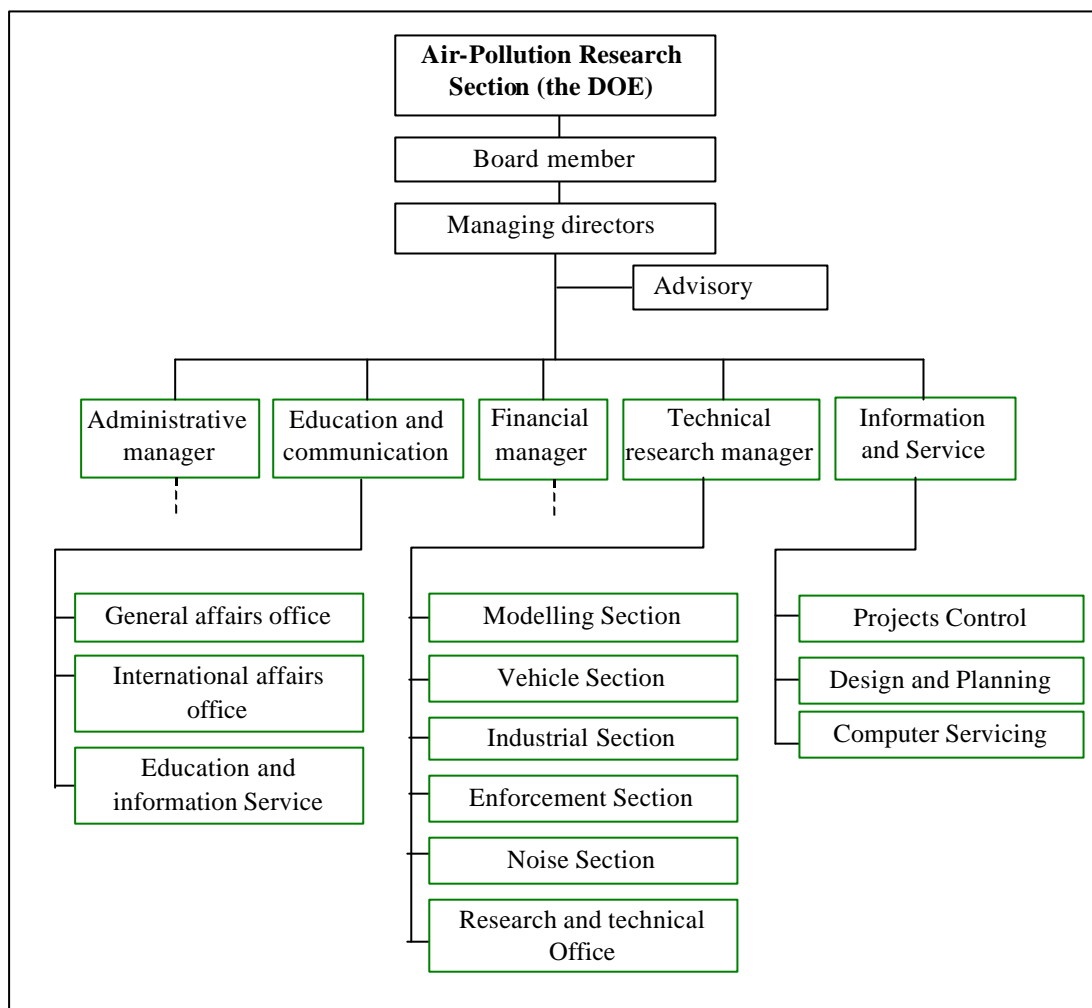 Air-Pollution Research
Section (the DOE)
Board member
Managing directors
Advisory
Administrative
manager
Education and
communication
Financial
manager
Technical
research manager
Information
and Service
General affairs office
International affairs
office
Education and
information Service
Modelling Section
Vehicle Section
Industrial Section
Enforcement Section
Noise Section
Research and technical
Office
Projects Control
Design and Planning
Computer Servicing